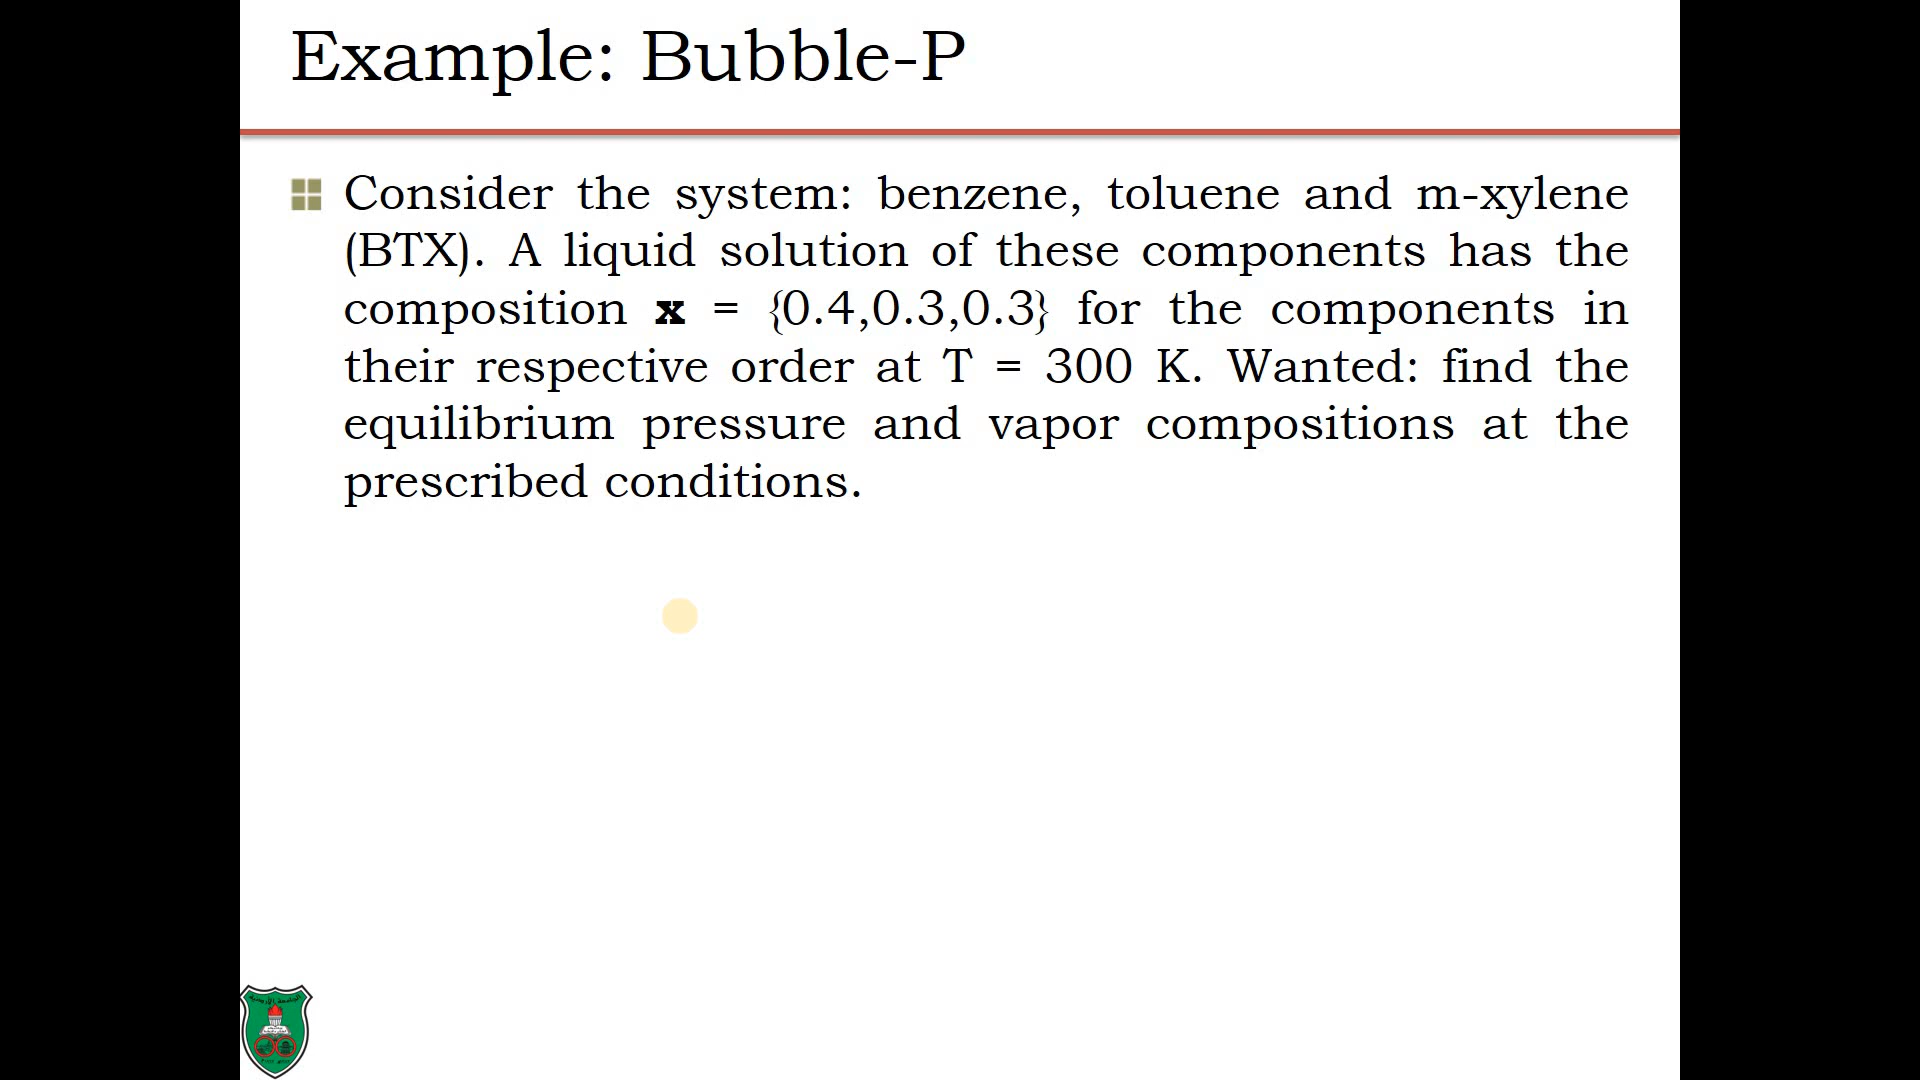 Example: Bubble-P
Consider the system: benzene, toluene and m-xylene
(BTX). A liquid solution of these components has the
composition x = {0.4,0.3,0.3} for the components in
their respective order at T = 300 K. Wanted: find the
equilibrium pressure and vapor compositions at the
prescribed conditions.
الجامعة الأردنية